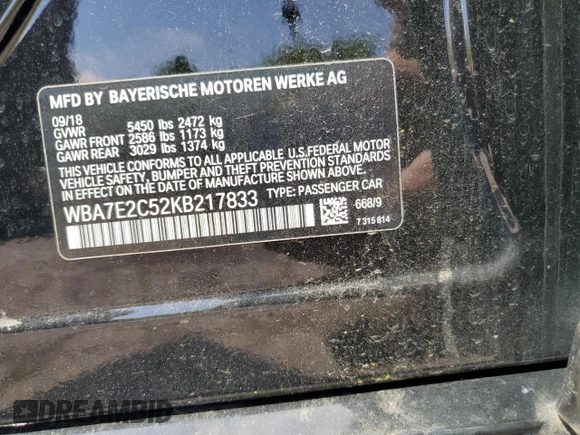 MFD BY BAYERISCHE MOTOREN WERKE AG
09/18
GVWR 5450 lbs 2472 kg
GAWR FRONT 2586 lbs 1173 kg
GAWR REAR 3029 lbs 1374 kg
THIS VEHICLE CONFORMS TO ALL APPLICABLE U.S.FEDERAL MOTOR
VEHICLE SAFETY, BUMPER AND THEFT PREVENTION STANDARDS
IN EFFECT ON THE DATE OF MANUFACTURE SHOWN ABOVE.
WBA7E2C52KB217833 TYPE: PASSENGER CAR
668/9
7 315 614
DREAMBID